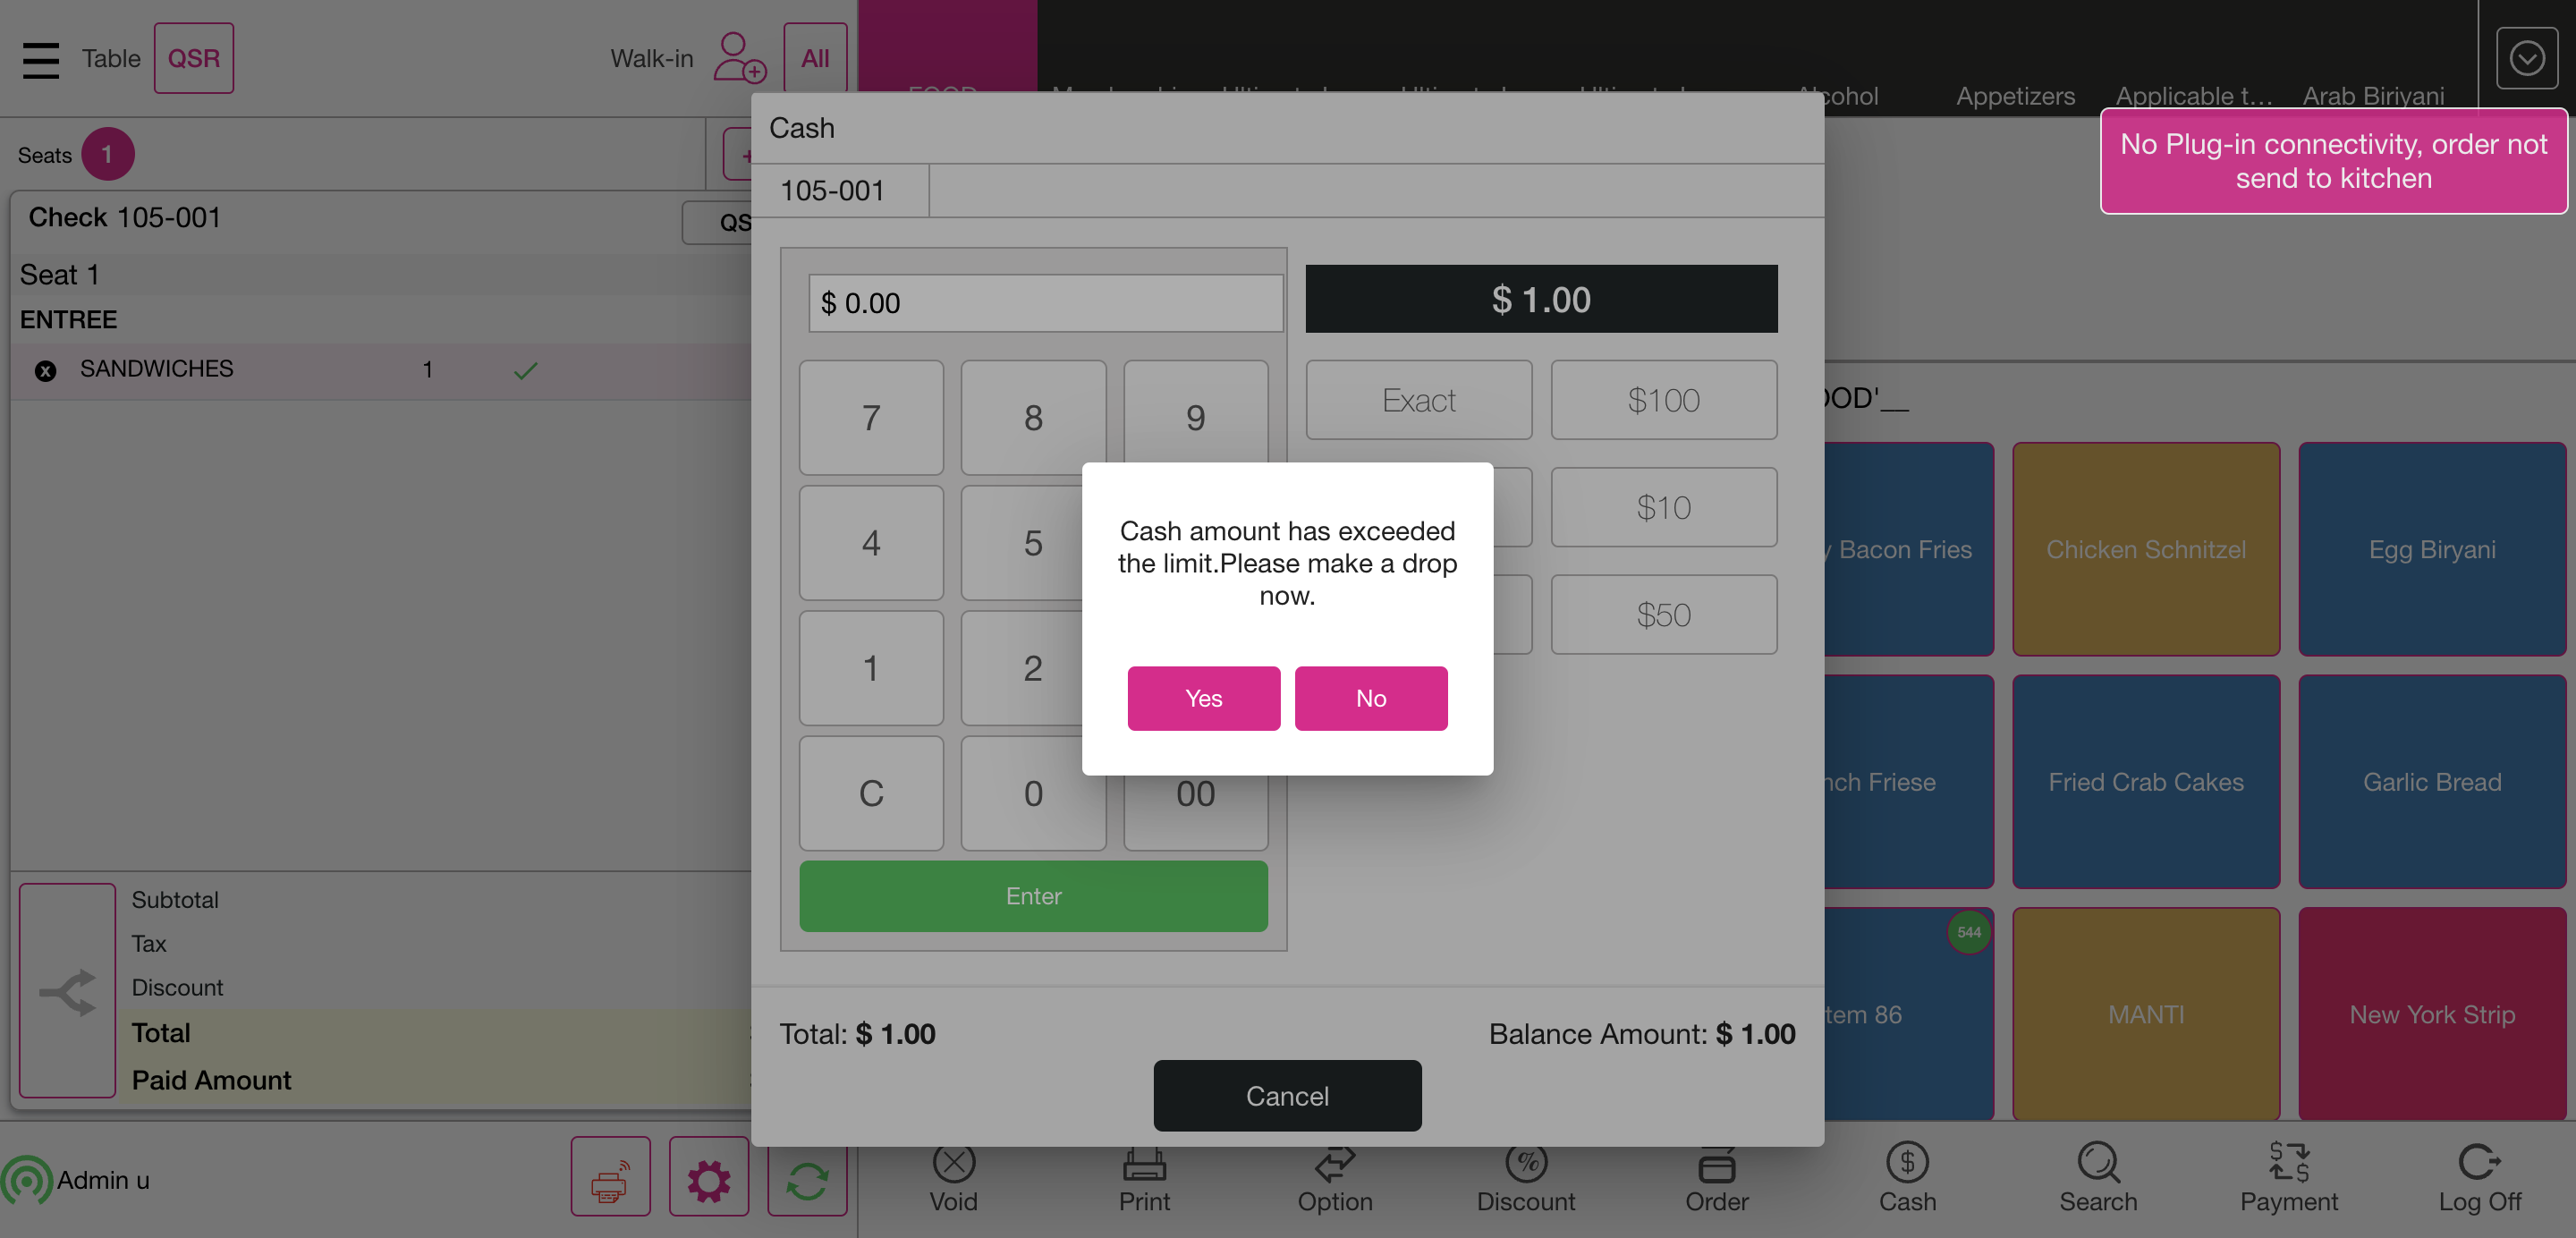 Table
QSR
Walk-in
All
Alcohol
Appetizers
Applicable t...
Arab Biriyani
No Plug-in connectivity, order not
send to kitchen
Seats
1
Check 105-001
Seat 1
ENTREE
SANDWICHES 1
Cash
105-001
$ 0.00
$ 1.00
7 8 9
4 5
1 2
C 0 00
Enter
Exact
$100
$10
$50
Cash amount has exceeded
the limit.Please make a drop
now.
Yes
No
Total: $ 1.00
Balance Amount: $ 1.00
Cancel
OOD'__
Bacon Fries
Chicken Schnitzel
Egg Biryani
Friese
Fried Crab Cakes
Garlic Bread
544
86
MANTI
New York Strip
Subtotal
Tax
Discount
Total
Paid Amount
Admin u
Void
Print
Option
Discount
Order
Cash
Search
Payment
Log Off